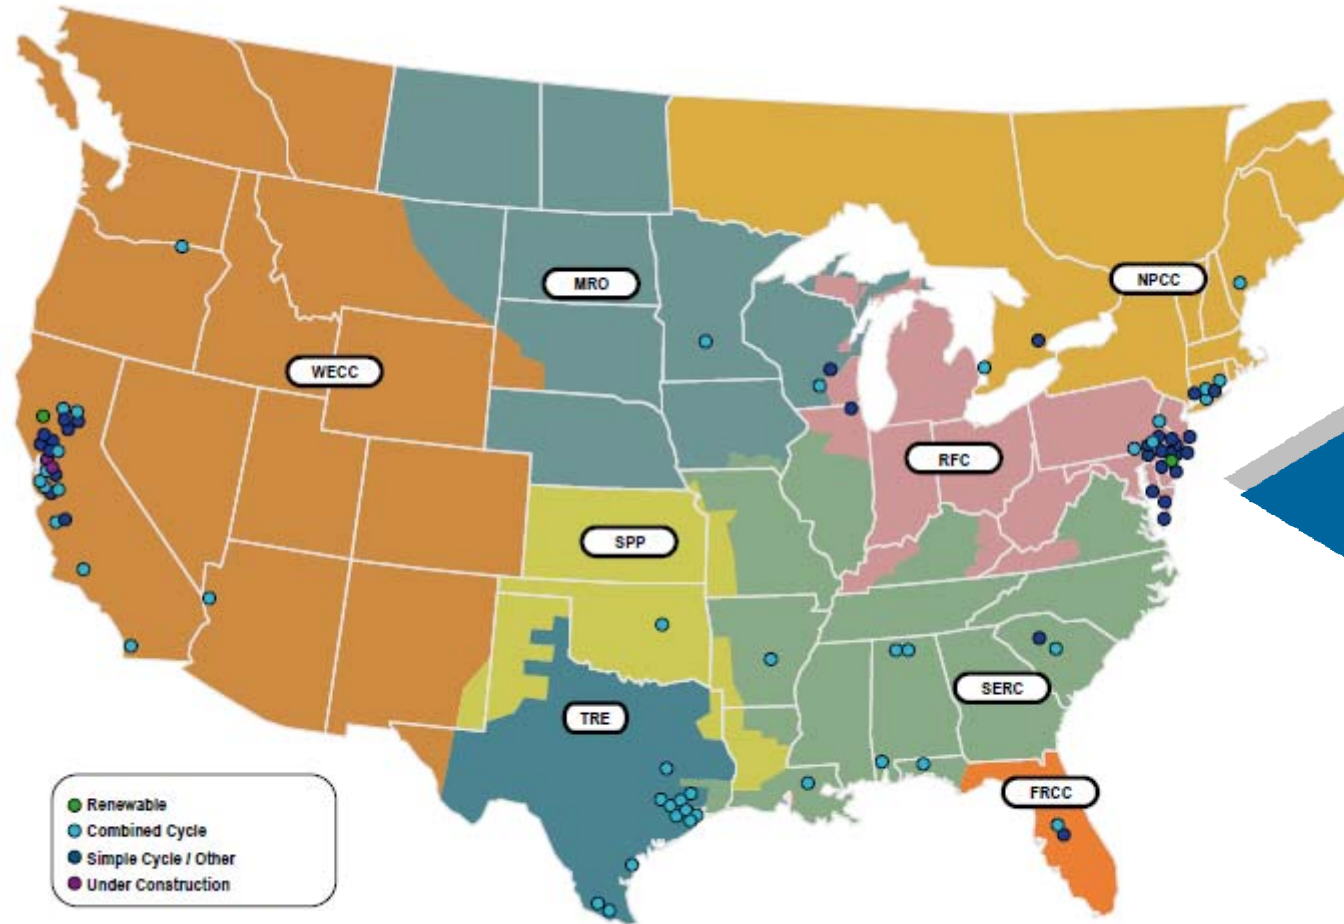 MRO
NPCC
WECC
RFC
SPP
SERC
TRE
FRCC
Renewable
Combined Cycle
Simple Cycle / Other
Under Construction